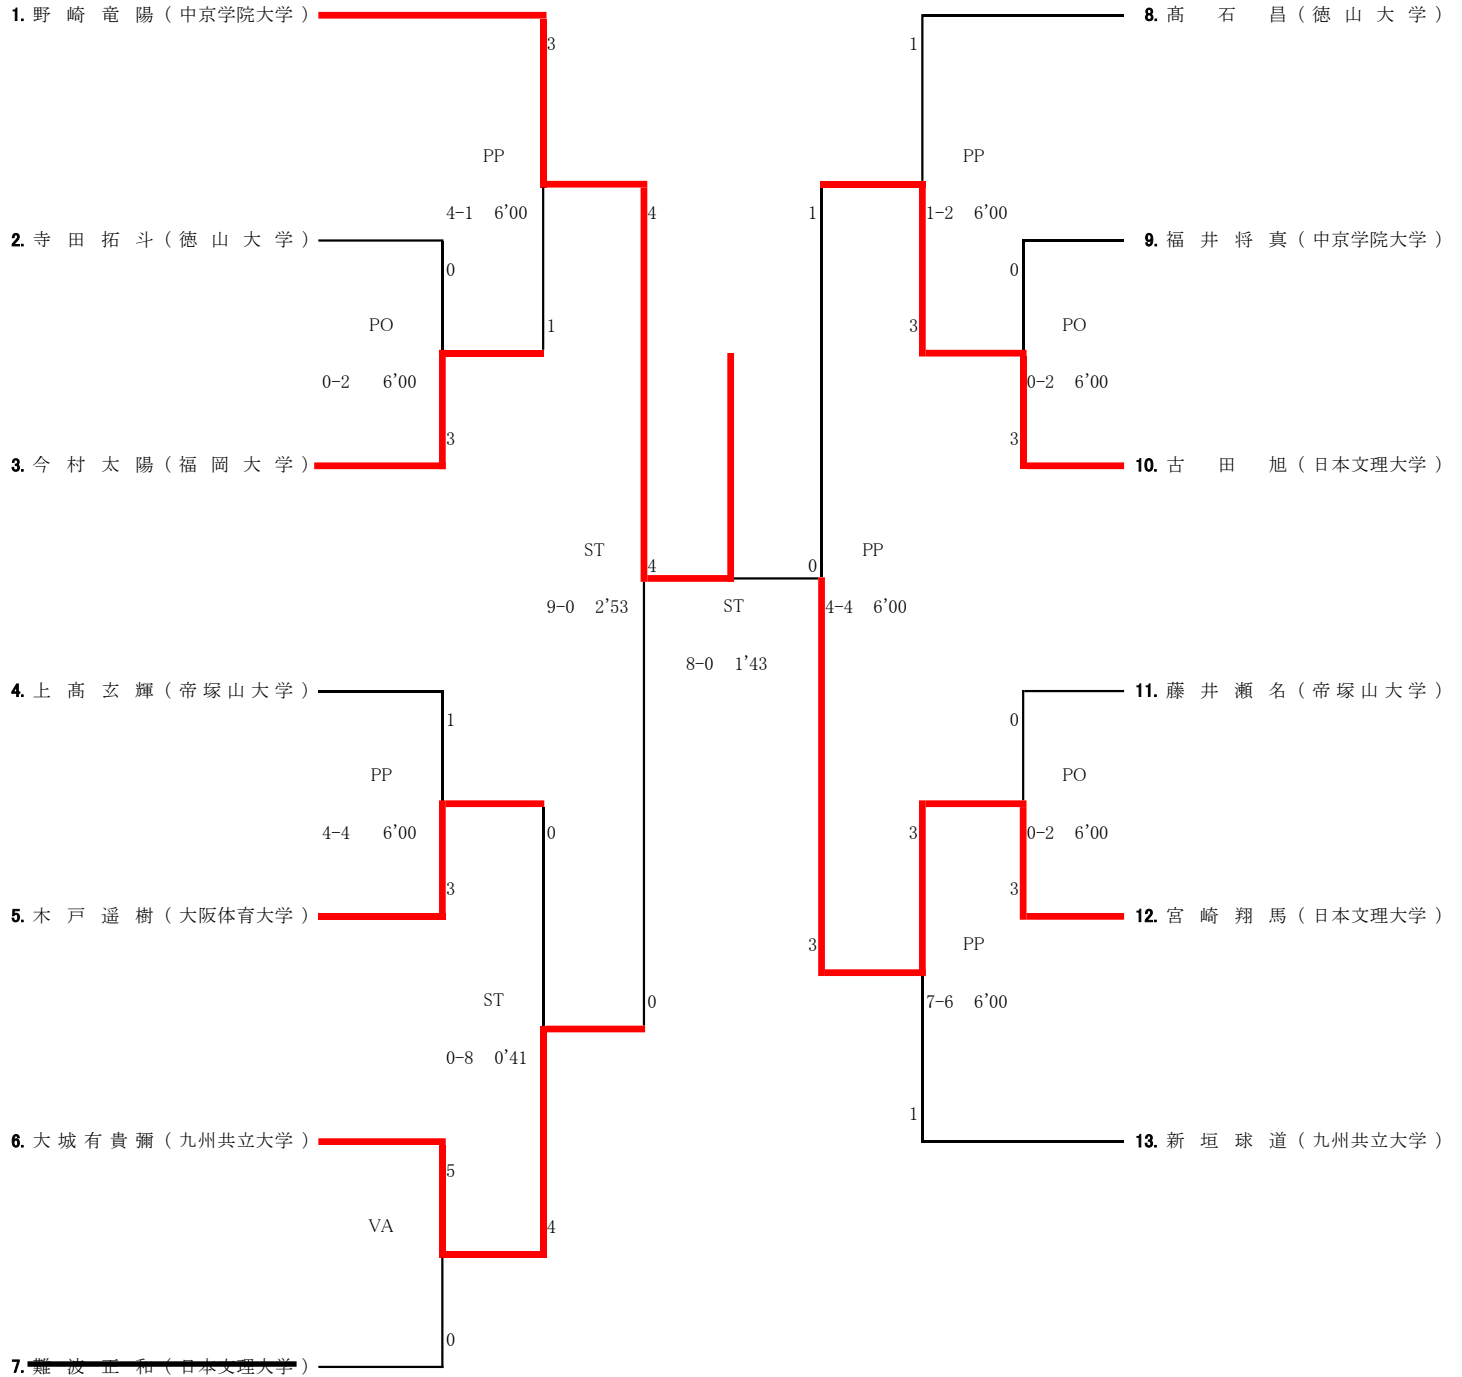 1. 野崎竜陽（中京学院大学）
3
PP
4-1 6'00
4
2. 寺田拓斗（徳山大学）
0
PO
1
0-2 6'00
3
3. 今村太陽（福岡大学）
ST
4
9-0 2'53
4. 上髙玄輝（帝塚山大学）
1
PP
4-4 6'00
0
3
5. 木戸遥樹（大阪体育大学）
ST
0
0-8 0'41
6. 大城有貴彌（九州共立大学）
5
VA
4
0
7. 難波正和（日本文理大学）
ST
8-0 1'43
8.髙石昌（徳山大学）
1
PP
1
1-2 6'00
9. 福井将真（中京学院大学）
0
3
PO
0-2 6'00
3
10. 古田旭（日本文理大学）
PP
0
4-4 6'00
11. 藤井瀬名（帝塚山大学）
0
PO
3
0-2 6'00
3
12. 宮崎翔馬（日本文理大学）
PP
3
7-6 6'00
1
13. 新垣球道（九州共立大学）